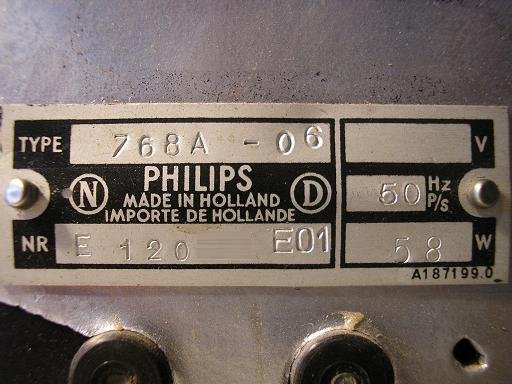 TYPE 768A - 06 V
N PHILIPS D
MADE IN HOLLAND
IMPORTE DE HOLLANDE
50 Hz P/s
NR E 120 E01 58 W
A187199.0